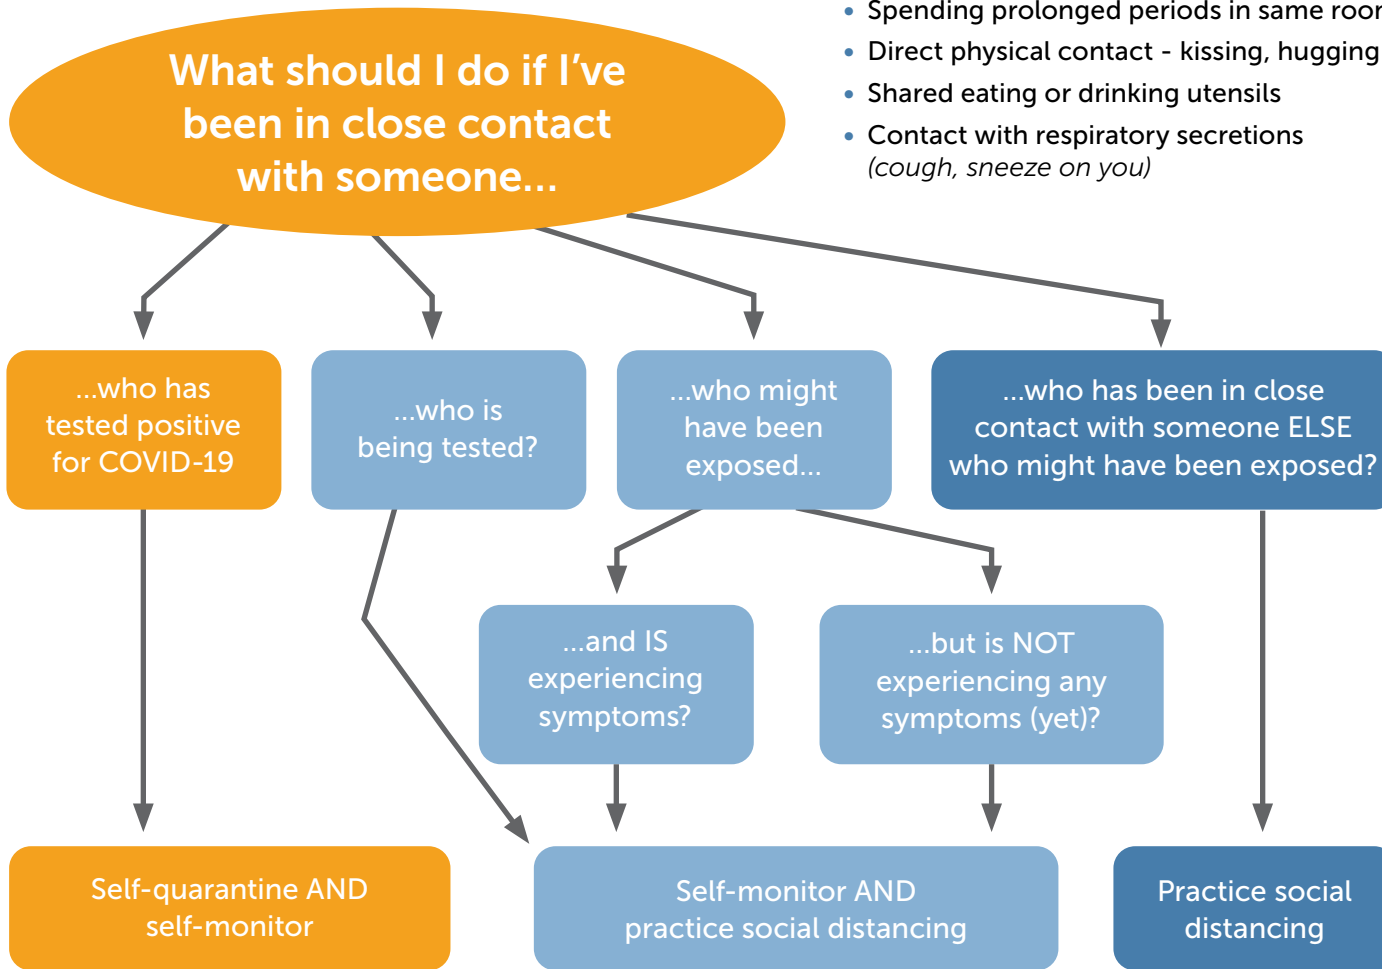 What should I do if I've
been in close contact
with someone...
• Spending prolonged periods in same
• Direct physical contact - kissing, hugging
• Shared eating or drinking utensils
• Contact with respiratory secretions
(cough, sneeze on you)
...who has
tested positive
for COVID-19
...who is
being tested?
...who might
have been
exposed...
...who has been in close
contact with someone ELSE
who might have been exposed?
...and IS
experiencing
symptoms?
...but is NOT
experiencing any
symptoms (yet)?
Self-quarantine AND
self-monitor
Self-monitor AND
practice social distancing
Practice social
distancing